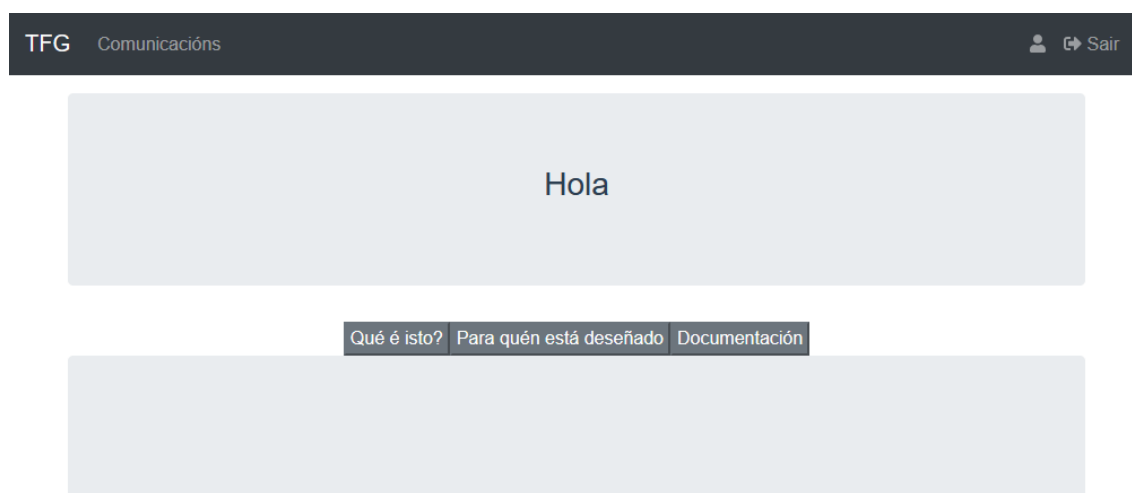 TFG Comunicacións Sair
Hola
Qué é isto? Para quén está deseñado Documentación